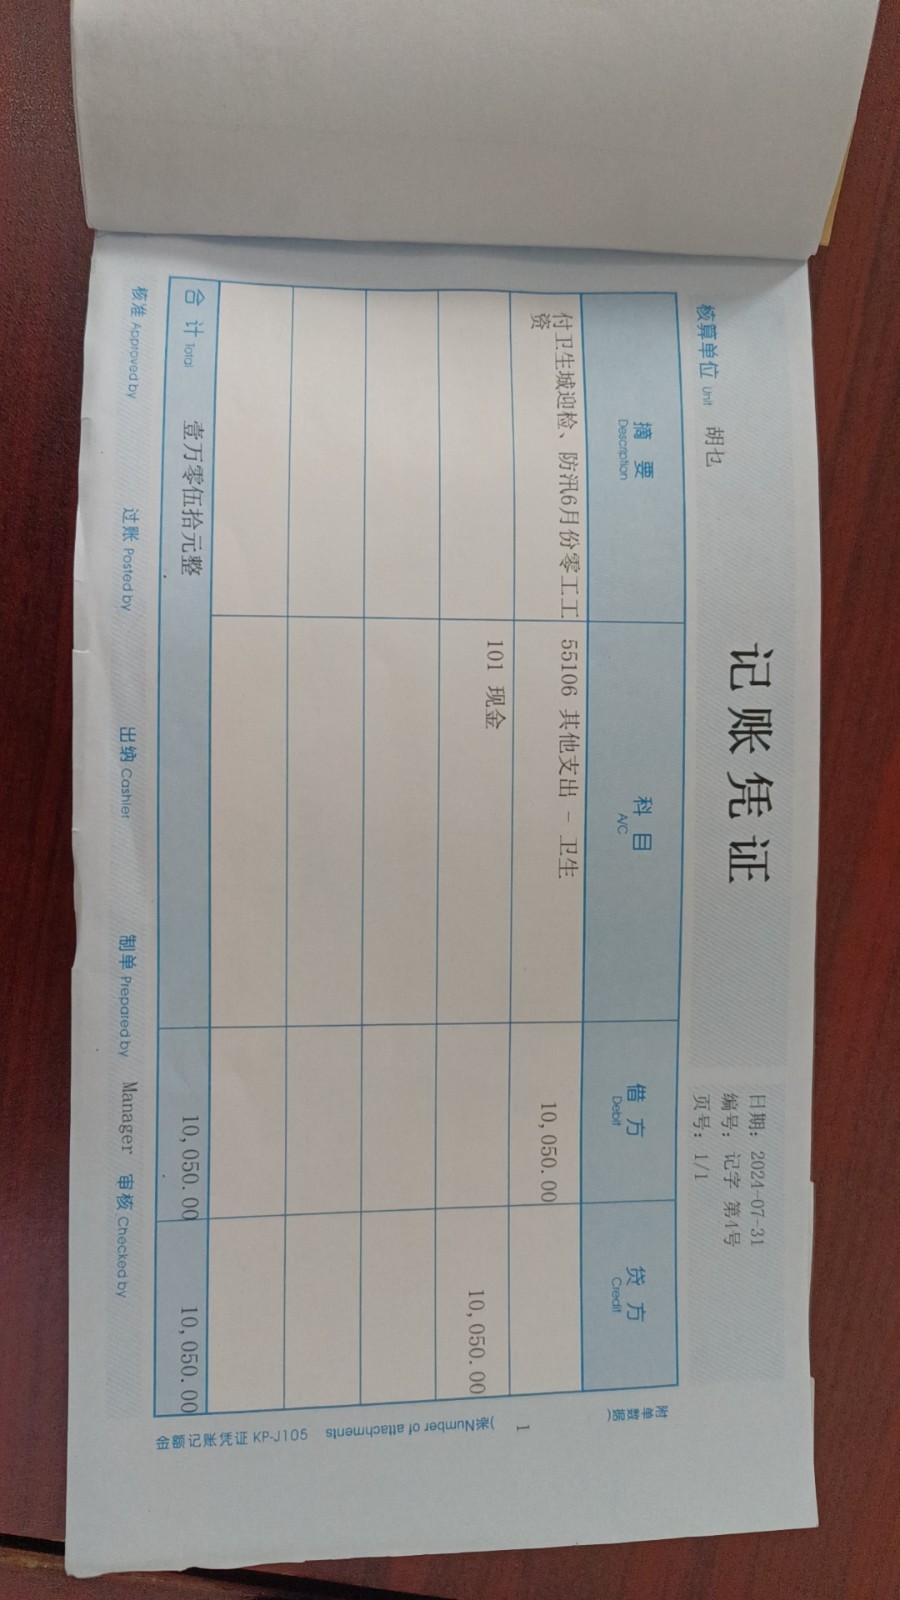 记账凭证
核算单位 Unit 胡也
日期：2024-07-31
编号：记字 第4号
页号：1/1
摘要 Description 科目 A/C 借方 Debit 贷方 Credit
付卫生城迎检、防汛6月份零工工资 55106 其他支出 - 卫生 10,050.00
101 现金 10,050.00
合计 Total 壹万零伍拾元整 10,050.00 10,050.00
核准 Approved by 过账 Posted by 出纳 Cashier 制单 Prepared by Manager 审核 Checked by
附单数据） 1 张Number of attachments)
金额记账凭证 KP-J105